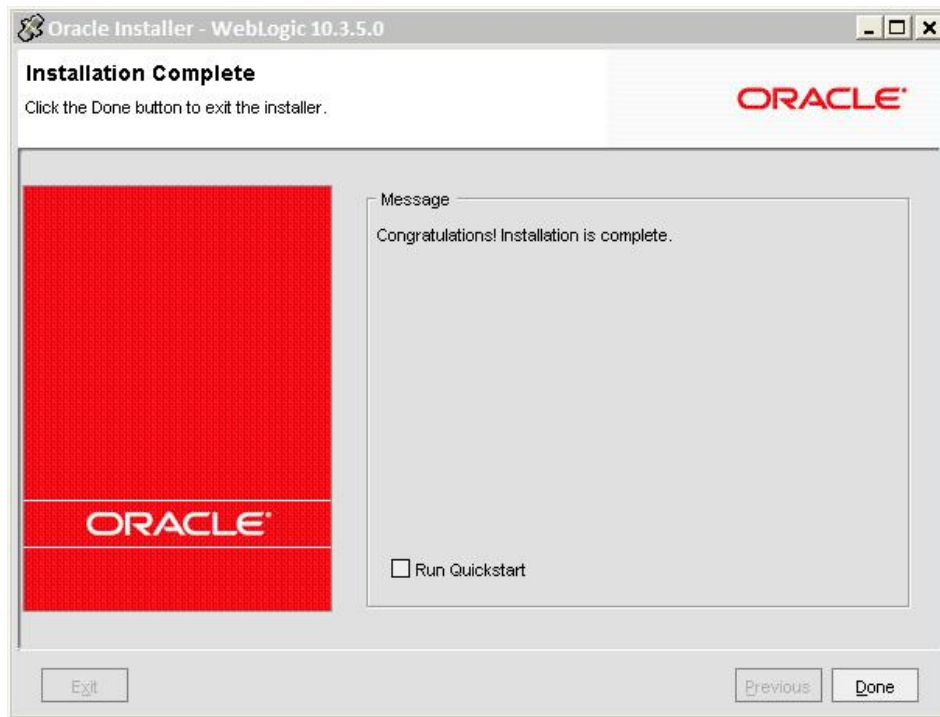 Oracle Installer - WebLogic 10.3.5.0
Installation Complete
Click the Done button to exit the installer.
ORACLE
Message
Congratulations! Installation is complete.
ORACLE
Run Quickstart
Exit
Previous
Done